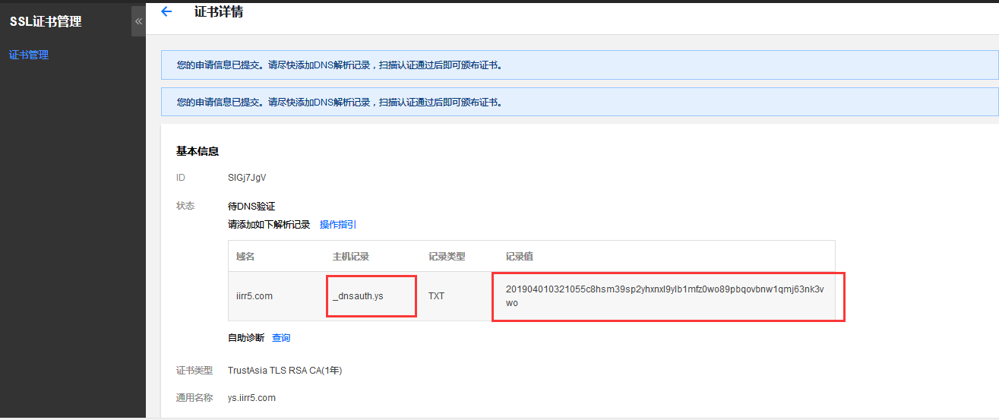 SSL证书管理
«
证书管理
← 证书详情
您的申请信息已提交。请尽快添加DNS解析记录，扫描认证通过后即可颁布证书。
您的申请信息已提交。请尽快添加DNS解析记录，扫描认证通过后即可颁布证书。
基本信息
ID SIGj7JgV
状态 待DNS验证
请添加如下解析记录 操作指引
域名 主机记录 记录类型 记录值
iirr5.com _dnsauth.ys TXT 201904010321055c8hsm39sp2yhxnxl9ylb1mfz0wo89pbqovbnw1qmj63nk3v
wo
自助诊断 查询
证书类型 TrustAsia TLS RSA CA(1年)
通用名称 ys.iirr5.com